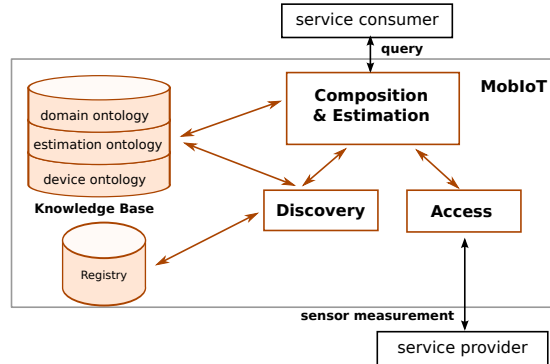 service consumer
query
MobIoT
Composition
& Estimation
domain ontology
estimation ontology
device ontology
Knowledge Base
Discovery
Access
Registry
sensor measurement
service provider